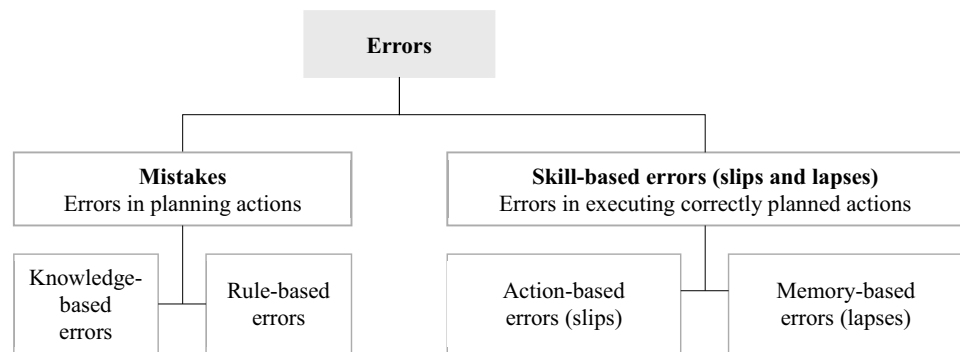 Errors
Mistakes
Errors in planning actions
Skill-based errors (slips and lapses)
Errors in executing correctly planned actions
Knowledge-
based
errors
Rule-based
errors
Action-based
errors (slips)
Memory-based
errors (lapses)